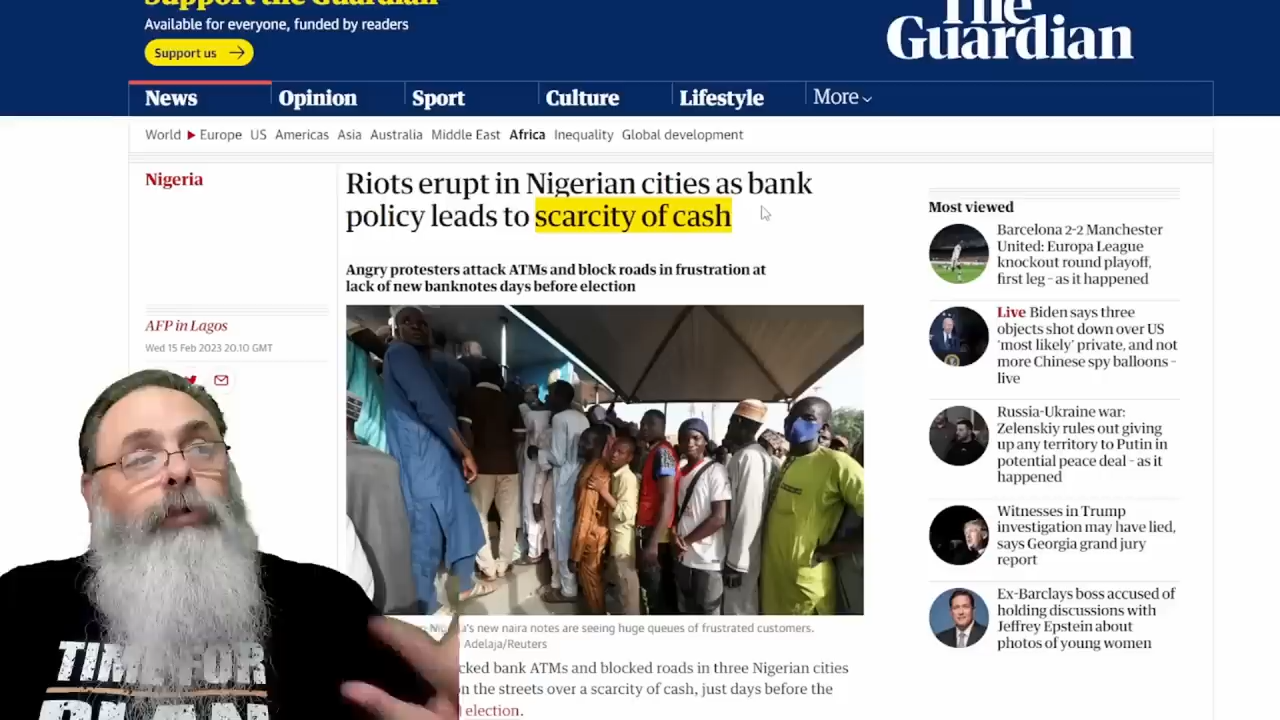 Support the Guardian
Available for everyone, funded by readers
Support us
The
Guardian
News
Opinion
Sport
Culture
Lifestyle
More
World
Europe
US
Americas
Asia
Australia
Middle East
Africa
Inequality
Global development
Nigeria
Riots erupt in Nigerian cities as bank
policy leads to scarcity of cash
Angry protesters attack ATMs and block roads in frustration at
lack of new banknotes days before election
AFP in Lagos
Wed 15 Feb 2023 20.10 GMT
's new naira notes are seeing huge queues of frustrated customers.
Adelaja/Reuters
cked bank ATMs and blocked roads in three Nigerian cities
on the streets over a scarcity of cash, just days before the
election.
Most viewed
Barcelona 2-2 Manchester
United: Europa League
knockout round playoff,
first leg – as it happened
Live Biden says three
objects shot down over US
'most likely' private, and not
more Chinese spy balloons –
live
Russia-Ukraine war:
Zelenskiy rules out giving
up any territory to Putin in
potential peace deal – as it
happened
Witnesses in Trump
investigation may have lied,
says Georgia grand jury
report
Ex-Barclays boss accused of
holding discussions with
Jeffrey Epstein about
photos of young women
TIME FOR
PLAN